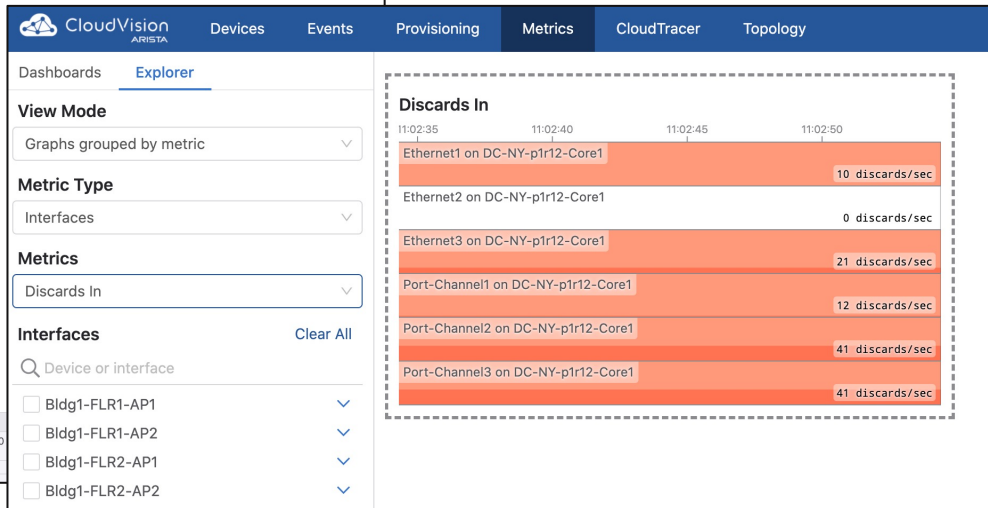 CloudVision
ARISTA
Devices Events Provisioning Metrics CloudTracer Topology
Dashboards Explorer
View Mode
Graphs grouped by metric
Metric Type
Interfaces
Metrics
Discards In
Interfaces Clear All
Device or interface
Bldg1-FLR1-AP1
Bldg1-FLR1-AP2
Bldg1-FLR2-AP1
Bldg1-FLR2-AP2
Discards In
11:02:35 11:02:40 11:02:45 11:02:50
Ethernet1 on DC-NY-p1r12-Core1
10 discards/sec
Ethernet2 on DC-NY-p1r12-Core1
0 discards/sec
Ethernet3 on DC-NY-p1r12-Core1
21 discards/sec
Port-Channel1 on DC-NY-p1r12-Core1
12 discards/sec
Port-Channel2 on DC-NY-p1r12-Core1
41 discards/sec
Port-Channel3 on DC-NY-p1r12-Core1
41 discards/sec